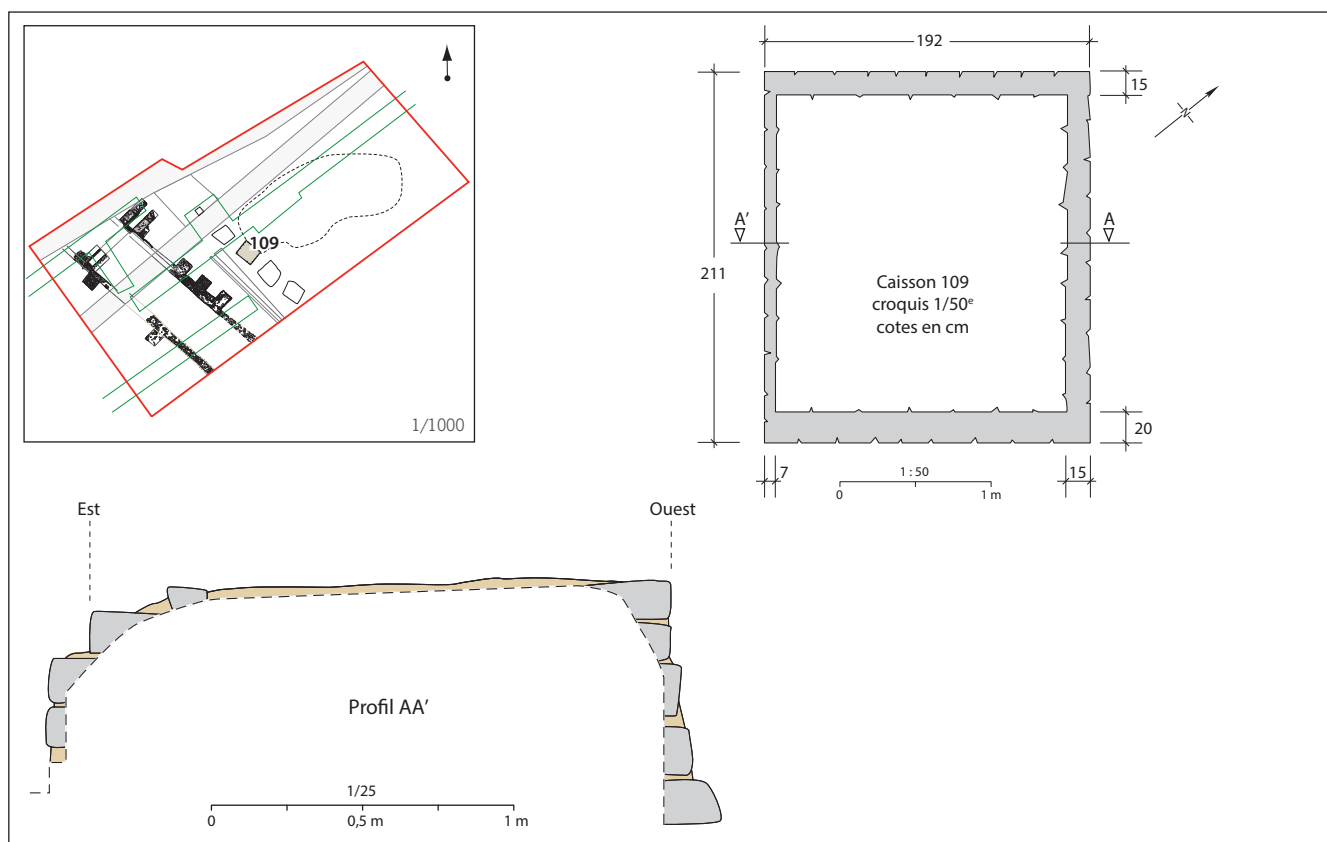 109
1/1000
192
15
N
A'
A
211
Caisson 109
croquis 1/50e
cotes en cm
20
7
1 : 50
15
0
1 m
Est
Ouest
Profil AA'
1/25
0
0,5 m
1 m